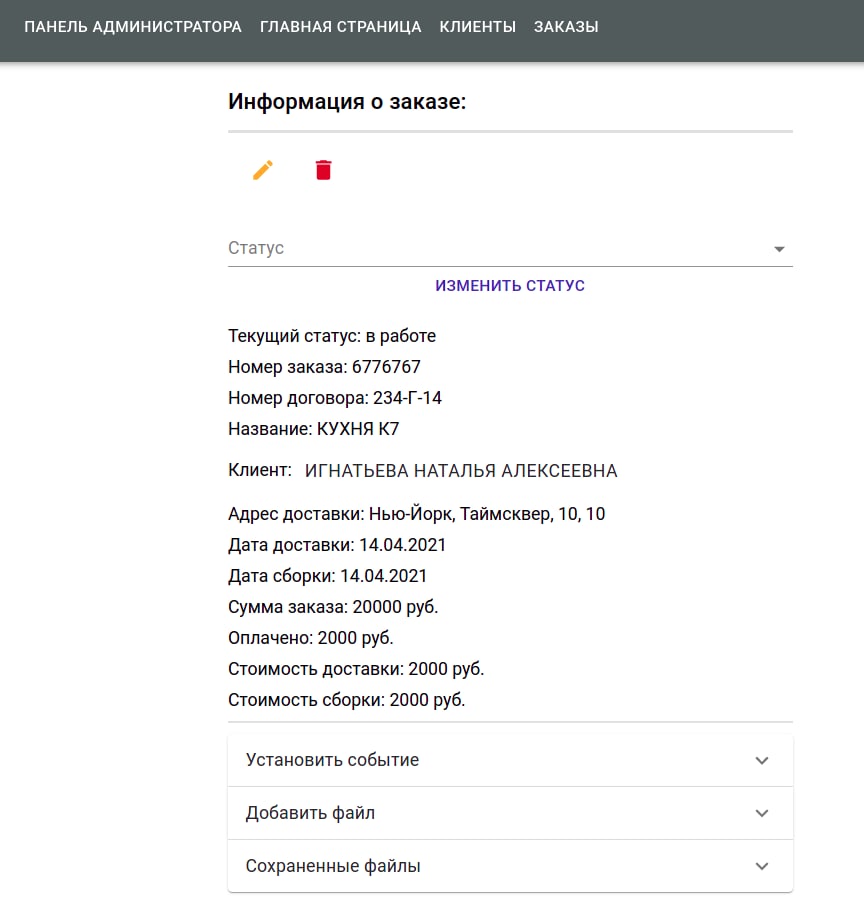 ПАНЕЛЬ АДМИНИСТРАТОРА ГЛАВНАЯ СТРАНИЦА КЛИЕНТЫ ЗАКАЗЫ
Информация о заказе:
Статус
ИЗМЕНИТЬ СТАТУС
Текущий статус: в работе
Номер заказа: 6776767
Номер договора: 234-Г-14
Название: КУХНЯ К7
Клиент: ИГНАТЬЕВА НАТАЛЬЯ АЛЕКСЕЕВНА
Адрес доставки: Нью-Йорк, Таймсквер, 10, 10
Дата доставки: 14.04.2021
Дата сборки: 14.04.2021
Сумма заказа: 20000 руб.
Оплачено: 2000 руб.
Стоимость доставки: 2000 руб.
Стоимость сборки: 2000 руб.
Установить событие
Добавить файл
Сохраненные файлы